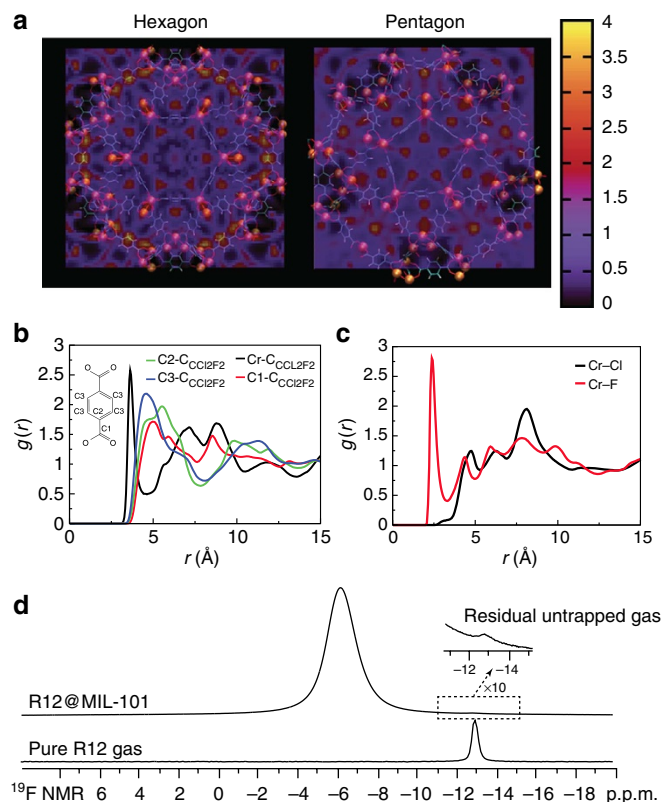 a
Hexagon
Pentagon
4
3.5
3
2.5
2
1.5
1
0.5
0
b
C2-C_CCl2F2
Cr-C_CCL2F2
C3-C_CCl2F2
C1-C_CCl2F2
O
O
C3
C3
C3
C2
C3
C1
O
O
g(r)
3
2.5
2
1.5
1
0.5
0
0
5
10
15
r (Å)
c
Cr–Cl
Cr–F
g(r)
3
2.5
2
1.5
1
0.5
0
0
5
10
15
r (Å)
d
Residual untrapped gas
−12
−14
×10
R12@MIL-101
Pure R12 gas
¹⁹F NMR 6 4 2 0 −2 −4 −6 −8 −10 −12 −14 −16 −18 p.p.m.